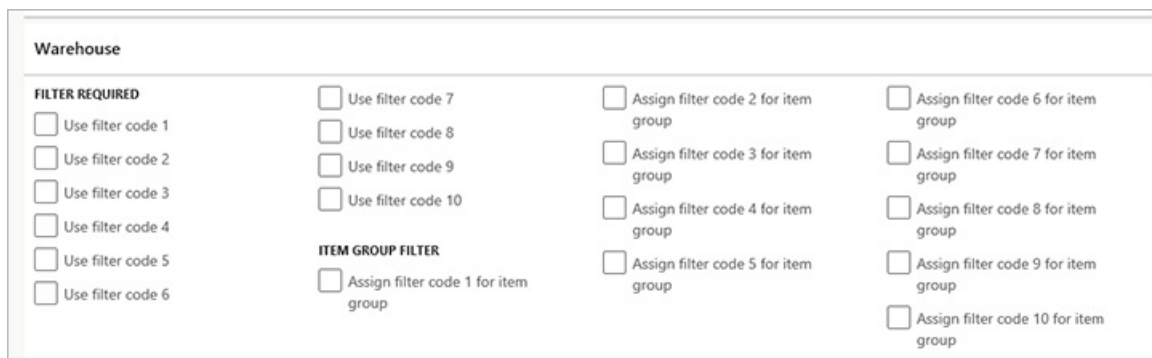 Warehouse
FILTER REQUIRED
Use filter code 1
Use filter code 2
Use filter code 3
Use filter code 4
Use filter code 5
Use filter code 6
Use filter code 7
Use filter code 8
Use filter code 9
Use filter code 10
ITEM GROUP FILTER
Assign filter code 1 for item
group
Assign filter code 2 for item
group
Assign filter code 3 for item
group
Assign filter code 4 for item
group
Assign filter code 5 for item
group
Assign filter code 6 for item
group
Assign filter code 7 for item
group
Assign filter code 8 for item
group
Assign filter code 9 for item
group
Assign filter code 10 for item
group